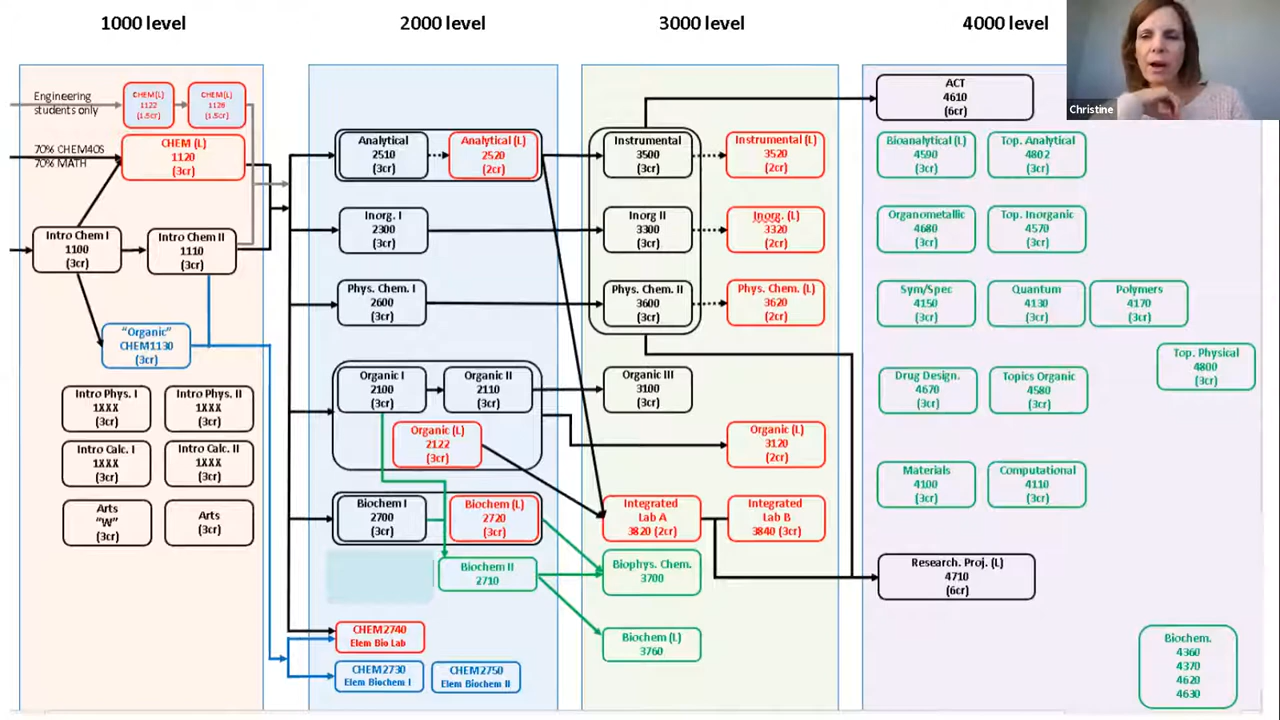 1000 level
2000 level
3000 level
4000 level
Christine
Engineering
students only
CHEM(L)
1122
(1.5cr)
CHEM(L)
1126
(1.5cr)
70% CHEM40S
70% MATH
CHEM (L)
1120
(3cr)
Intro Chem I
1100
(3cr)
Intro Chem II
1110
(3cr)
"Organic"
CHEM1130
(3cr)
Intro Phys. I
1XXX
(3cr)
Intro Phys. II
1XXX
(3cr)
Intro Calc. I
1XXX
(3cr)
Intro Calc. II
1XXX
(3cr)
Arts
"W"
(3cr)
Arts
(3cr)
Analytical
2510
(3cr)
Analytical (L)
2520
(2cr)
Inorg. I
2300
(3cr)
Phys. Chem. I
2600
(3cr)
Organic I
2100
(3cr)
Organic II
2110
(3cr)
Organic (L)
2122
(3cr)
Biochem I
2700
(3cr)
Biochem (L)
2720
(3cr)
Biochem II
2710
CHEM2740
Elem Bio Lab
CHEM2730
Elem Biochem I
CHEM2750
Elem Biochem II
Instrumental
3500
(3cr)
Instrumental (L)
3520
(2cr)
Inorg II
3300
(3cr)
Inorg. (L)
3320
(2cr)
Phys. Chem. II
3600
(3cr)
Phys. Chem. (L)
3620
(2cr)
Organic III
3100
(3cr)
Organic (L)
3120
(2cr)
Integrated
Lab A
3820 (2cr)
Integrated
Lab B
3840 (3cr)
Biophys. Chem.
3700
Biochem (L)
3760
ACT
4610
(6cr)
Bioanalytical (L)
4590
(3cr)
Top. Analytical
4802
(3cr)
Organometallic
4680
(3cr)
Top. Inorganic
4570
(3cr)
Sym/Spec
4150
(3cr)
Quantum
4130
(3cr)
Polymers
4170
(3cr)
Top. Physical
4800
(3cr)
Drug Design.
4670
(3cr)
Topics Organic
4580
(3cr)
Materials
4100
(3cr)
Computational
4110
(3cr)
Research. Proj. (L)
4710
(6cr)
Biochem.
4360
4370
4620
4630